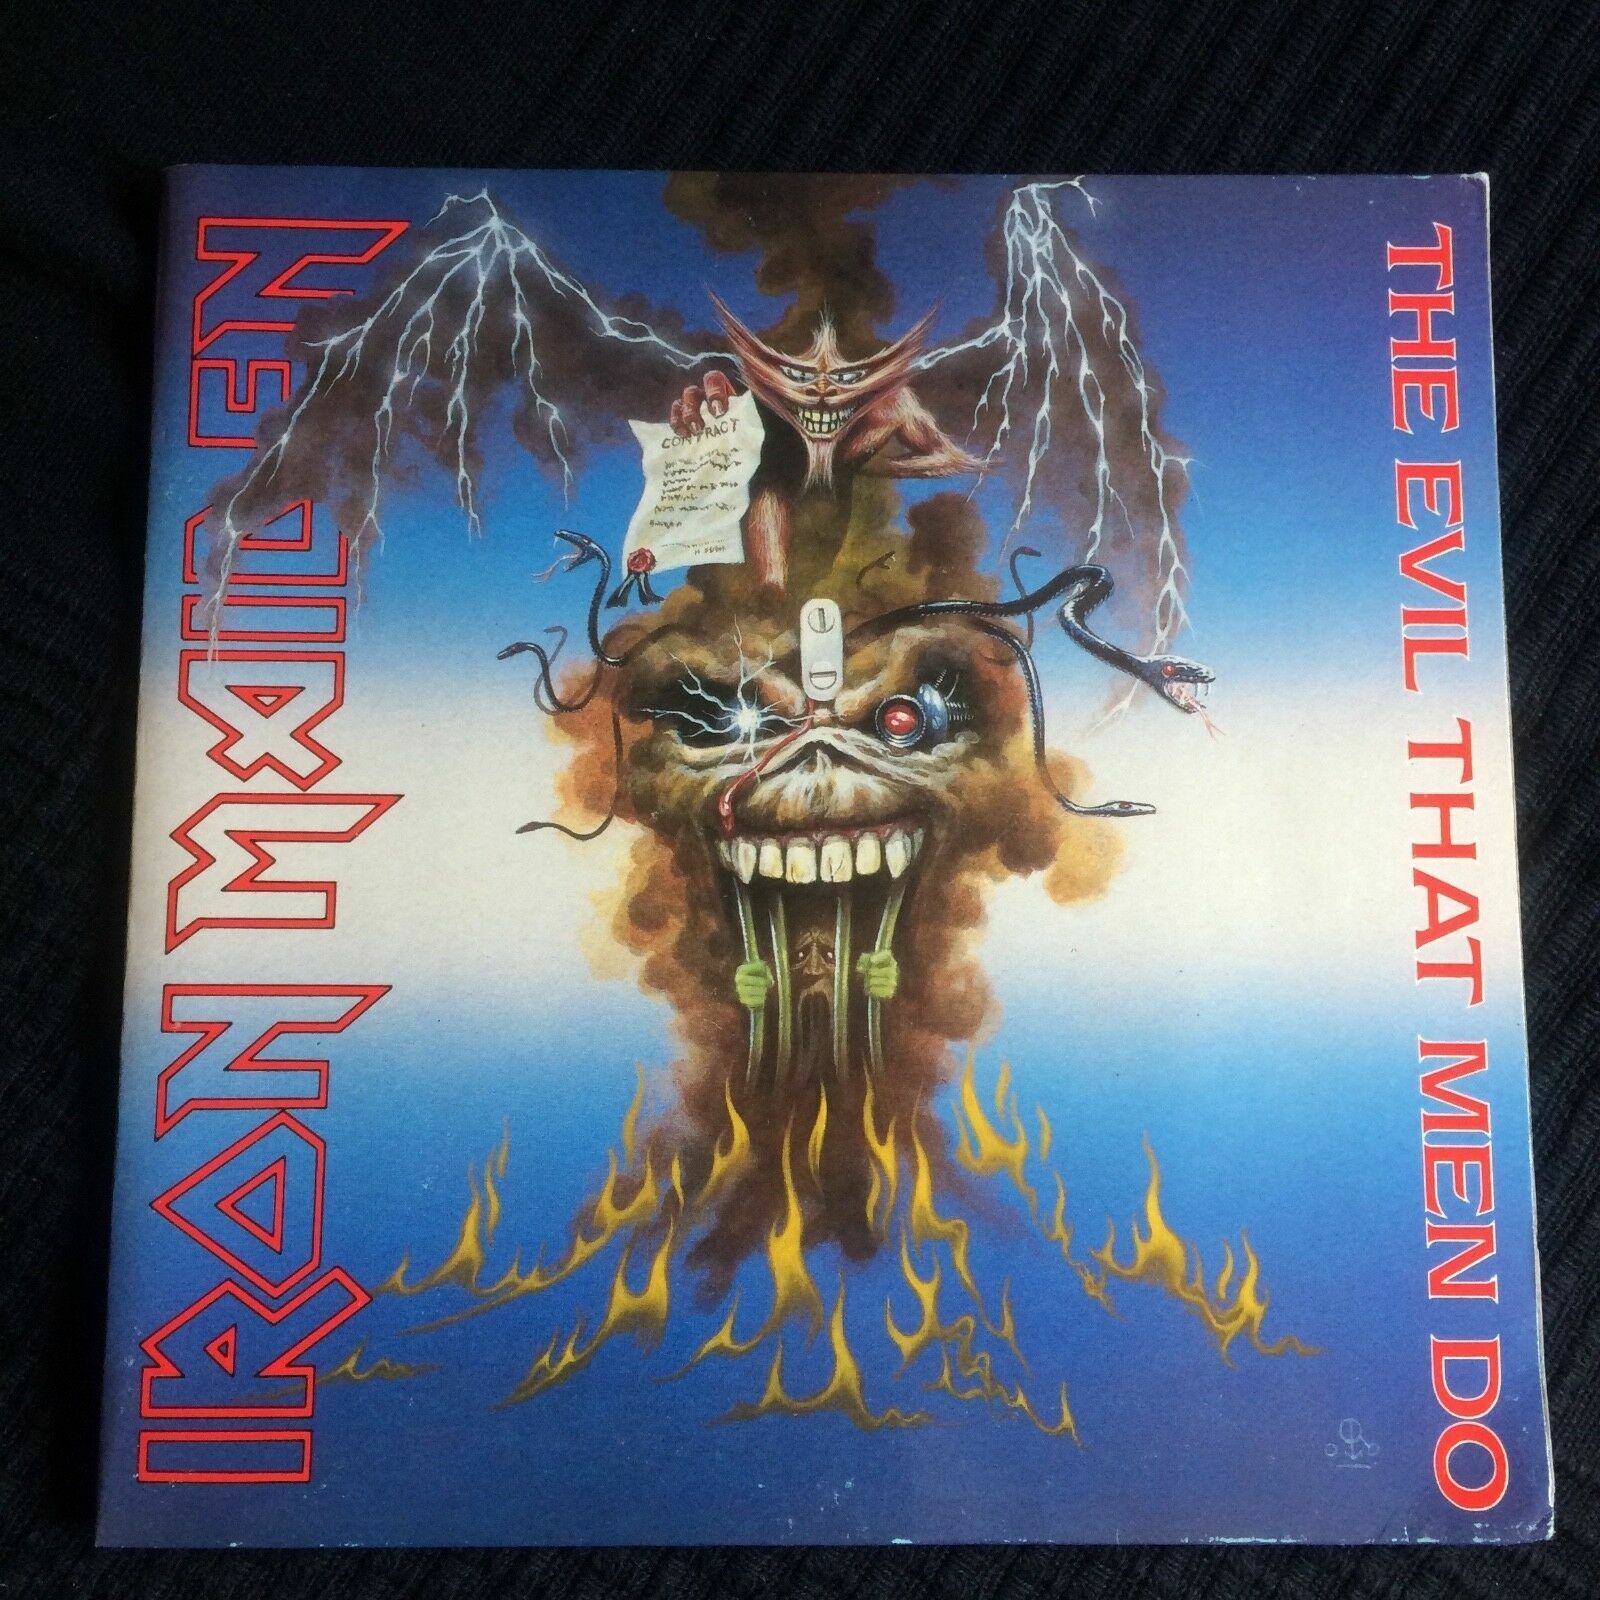 IRON MAIDEN
THE EVIL THAT MEN DO
CONTRACT